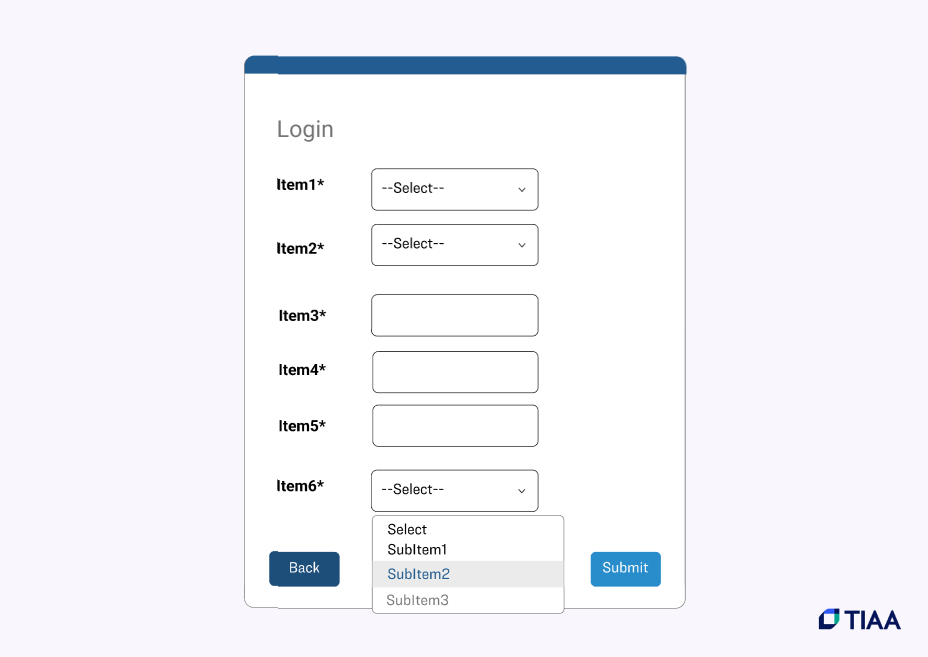 Login
Item1*
--Select--
Item2*
--Select--
Item3*
Item4*
Item5*
Item6*
--Select--
Select
SubItem1
SubItem2
SubItem3
Back
Submit
TIAA